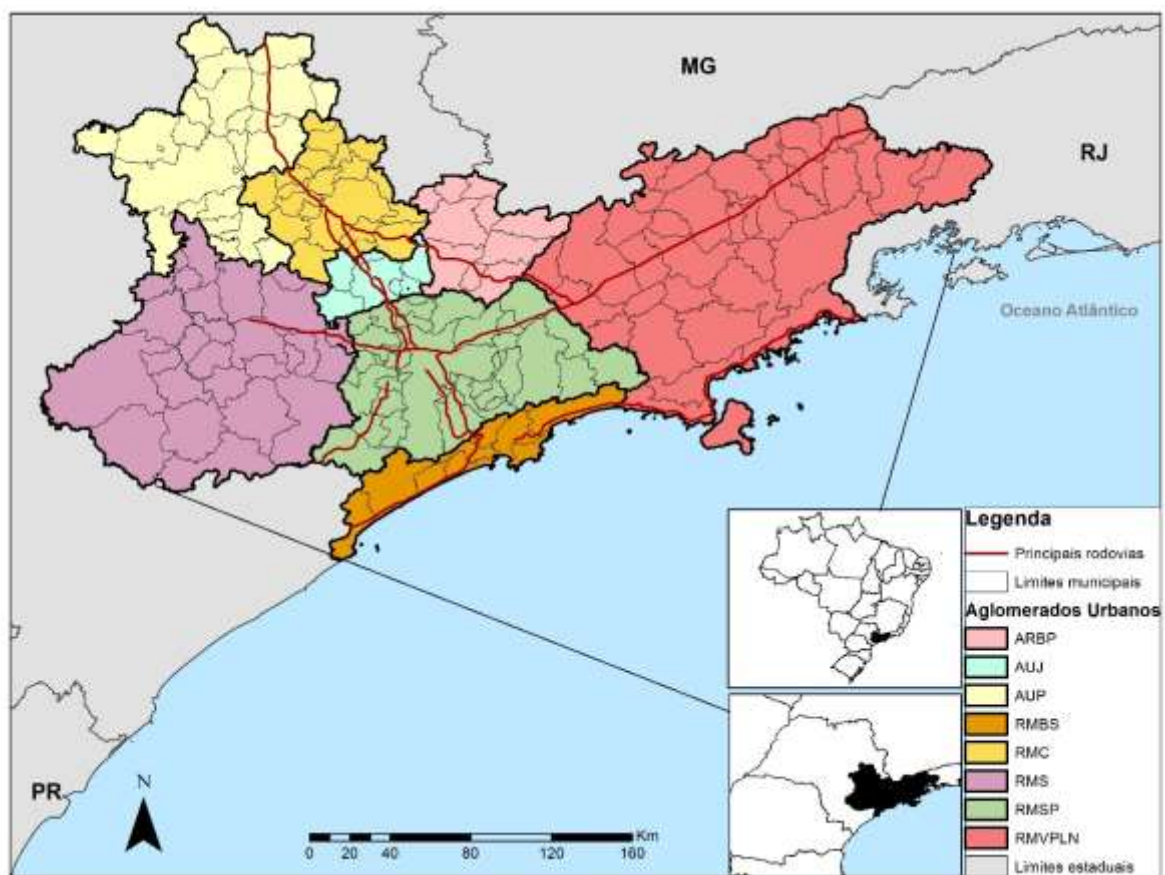 MG
RJ
Oceano Atlântico
PR
N
Km
0 20 40 80 120 160
Legenda
Principais rodovias
Limites municipais
Aglomerados Urbanos
ARBP
AUJ
AUP
RMBS
RMC
RMS
RMSP
RMVPLN
Limites estaduais